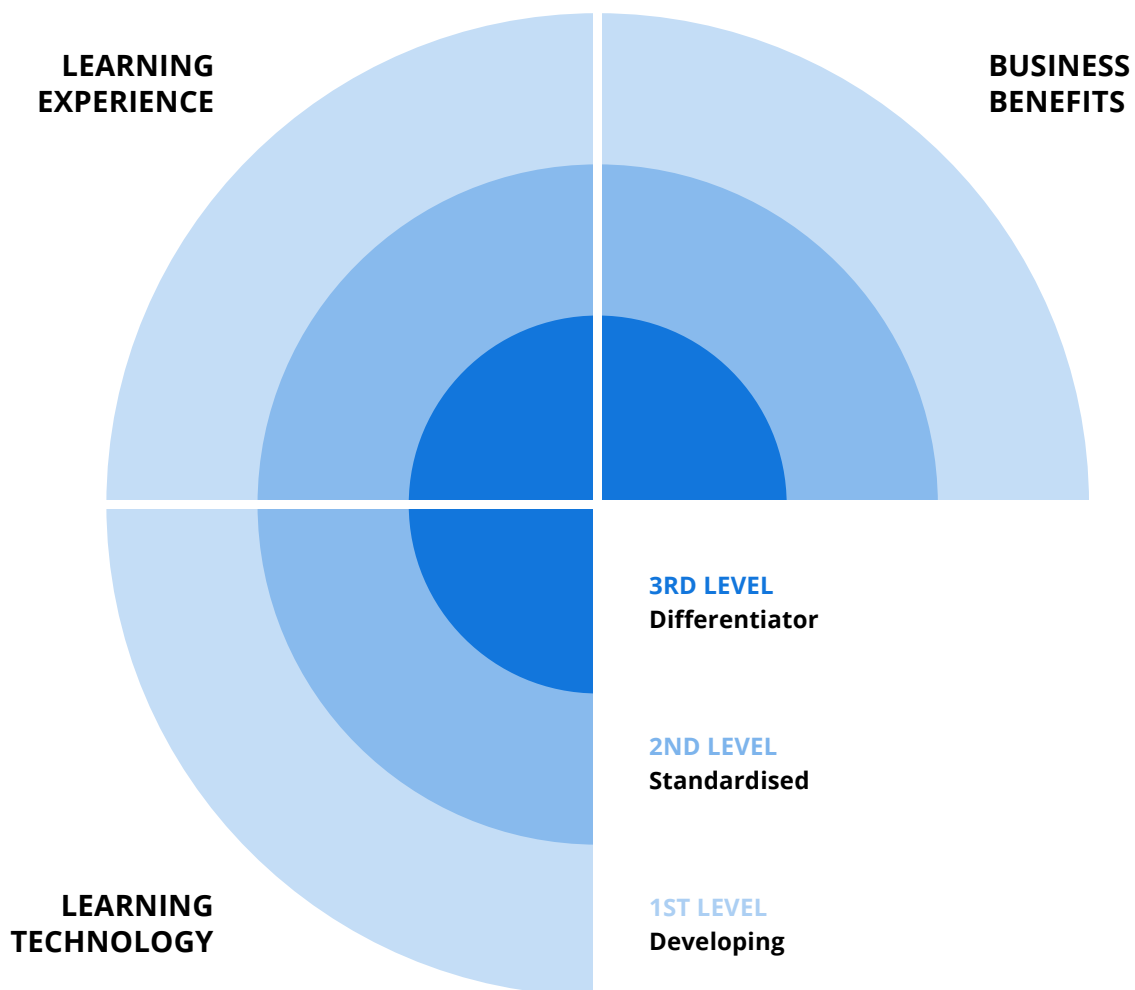 LEARNING
EXPERIENCE
BUSINESS
BENEFITS
3RD LEVEL
Differentiator
2ND LEVEL
Standardised
1ST LEVEL
Developing
LEARNING
TECHNOLOGY